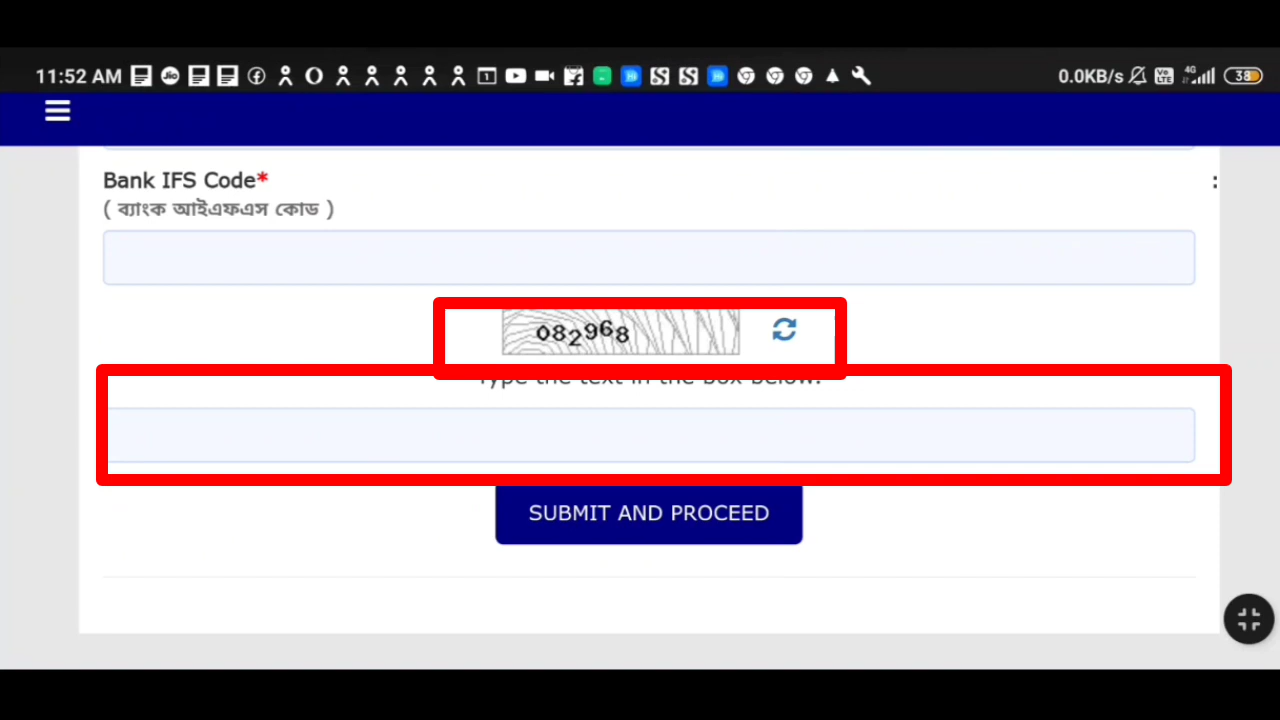 11:52 AM 0.0KB/s 4G 38
Bank IFS Code* :
( ব্যাংক আইএফএস কোড )
082968
Type the text in the box below.
SUBMIT AND PROCEED